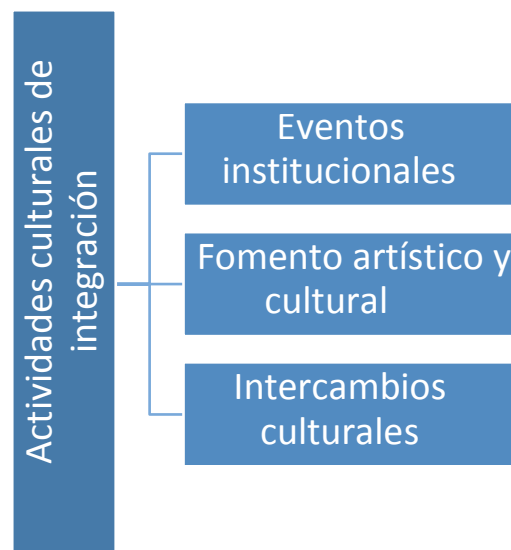 Actividades culturales de
integración
Eventos
institucionales
Fomento artístico y
cultural
Intercambios
culturales